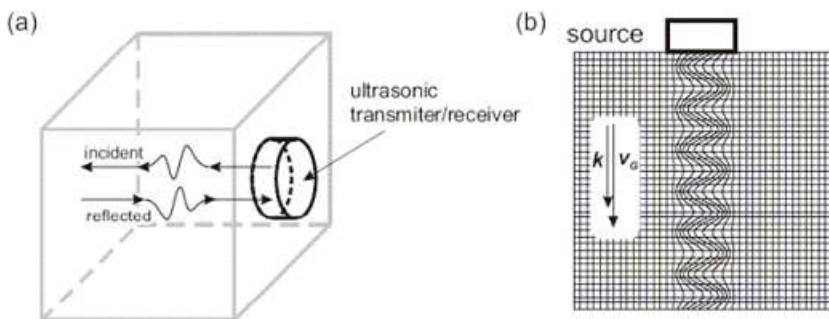 (a)
ultrasonic
transmiter/receiver
incident
reflected
(b)
source
k v_G